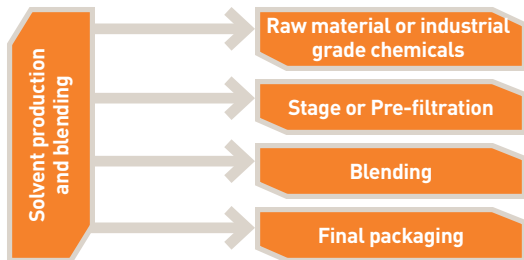 Solvent production
and blending
Raw material or industrial
grade chemicals
Stage or Pre-filtration
Blending
Final packaging